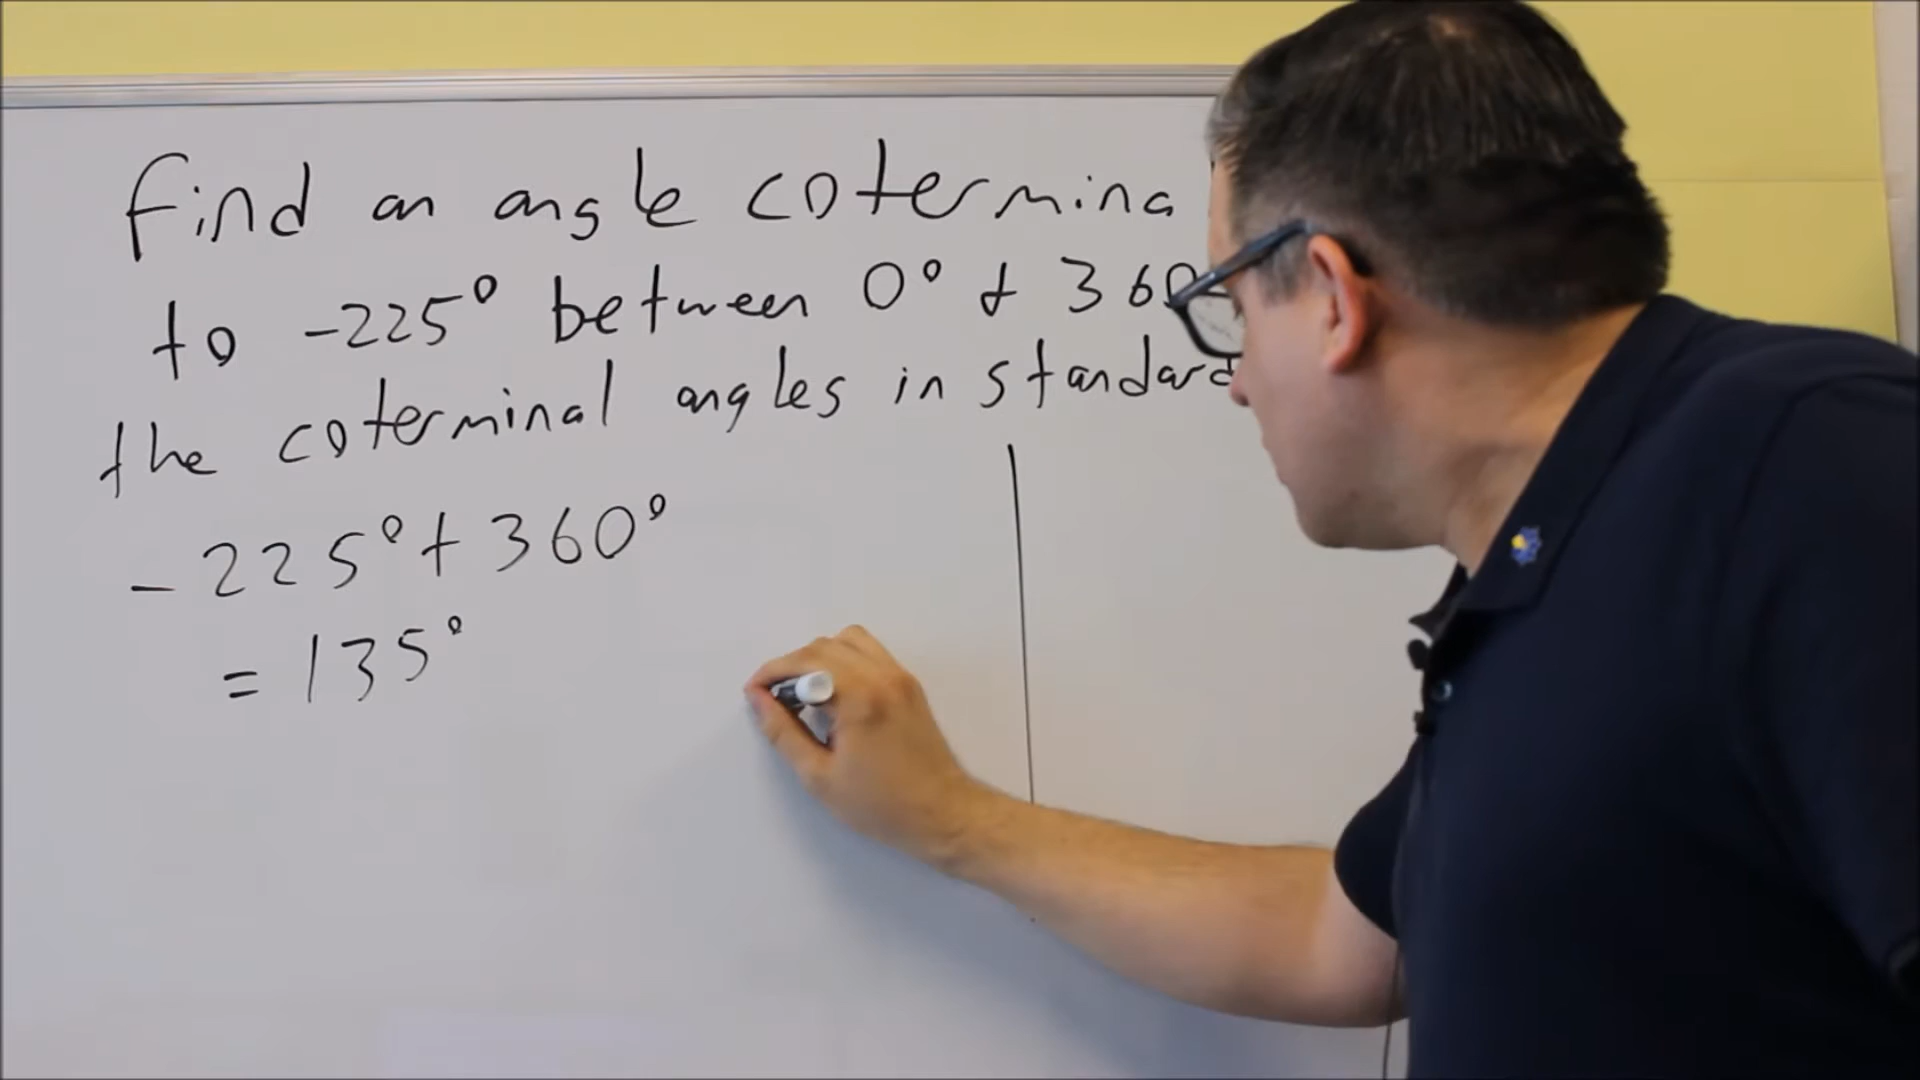 Find an angle cotermina
to -225° between 0° & 360
the coterminal angles in standard
-225° + 360°
= 135°